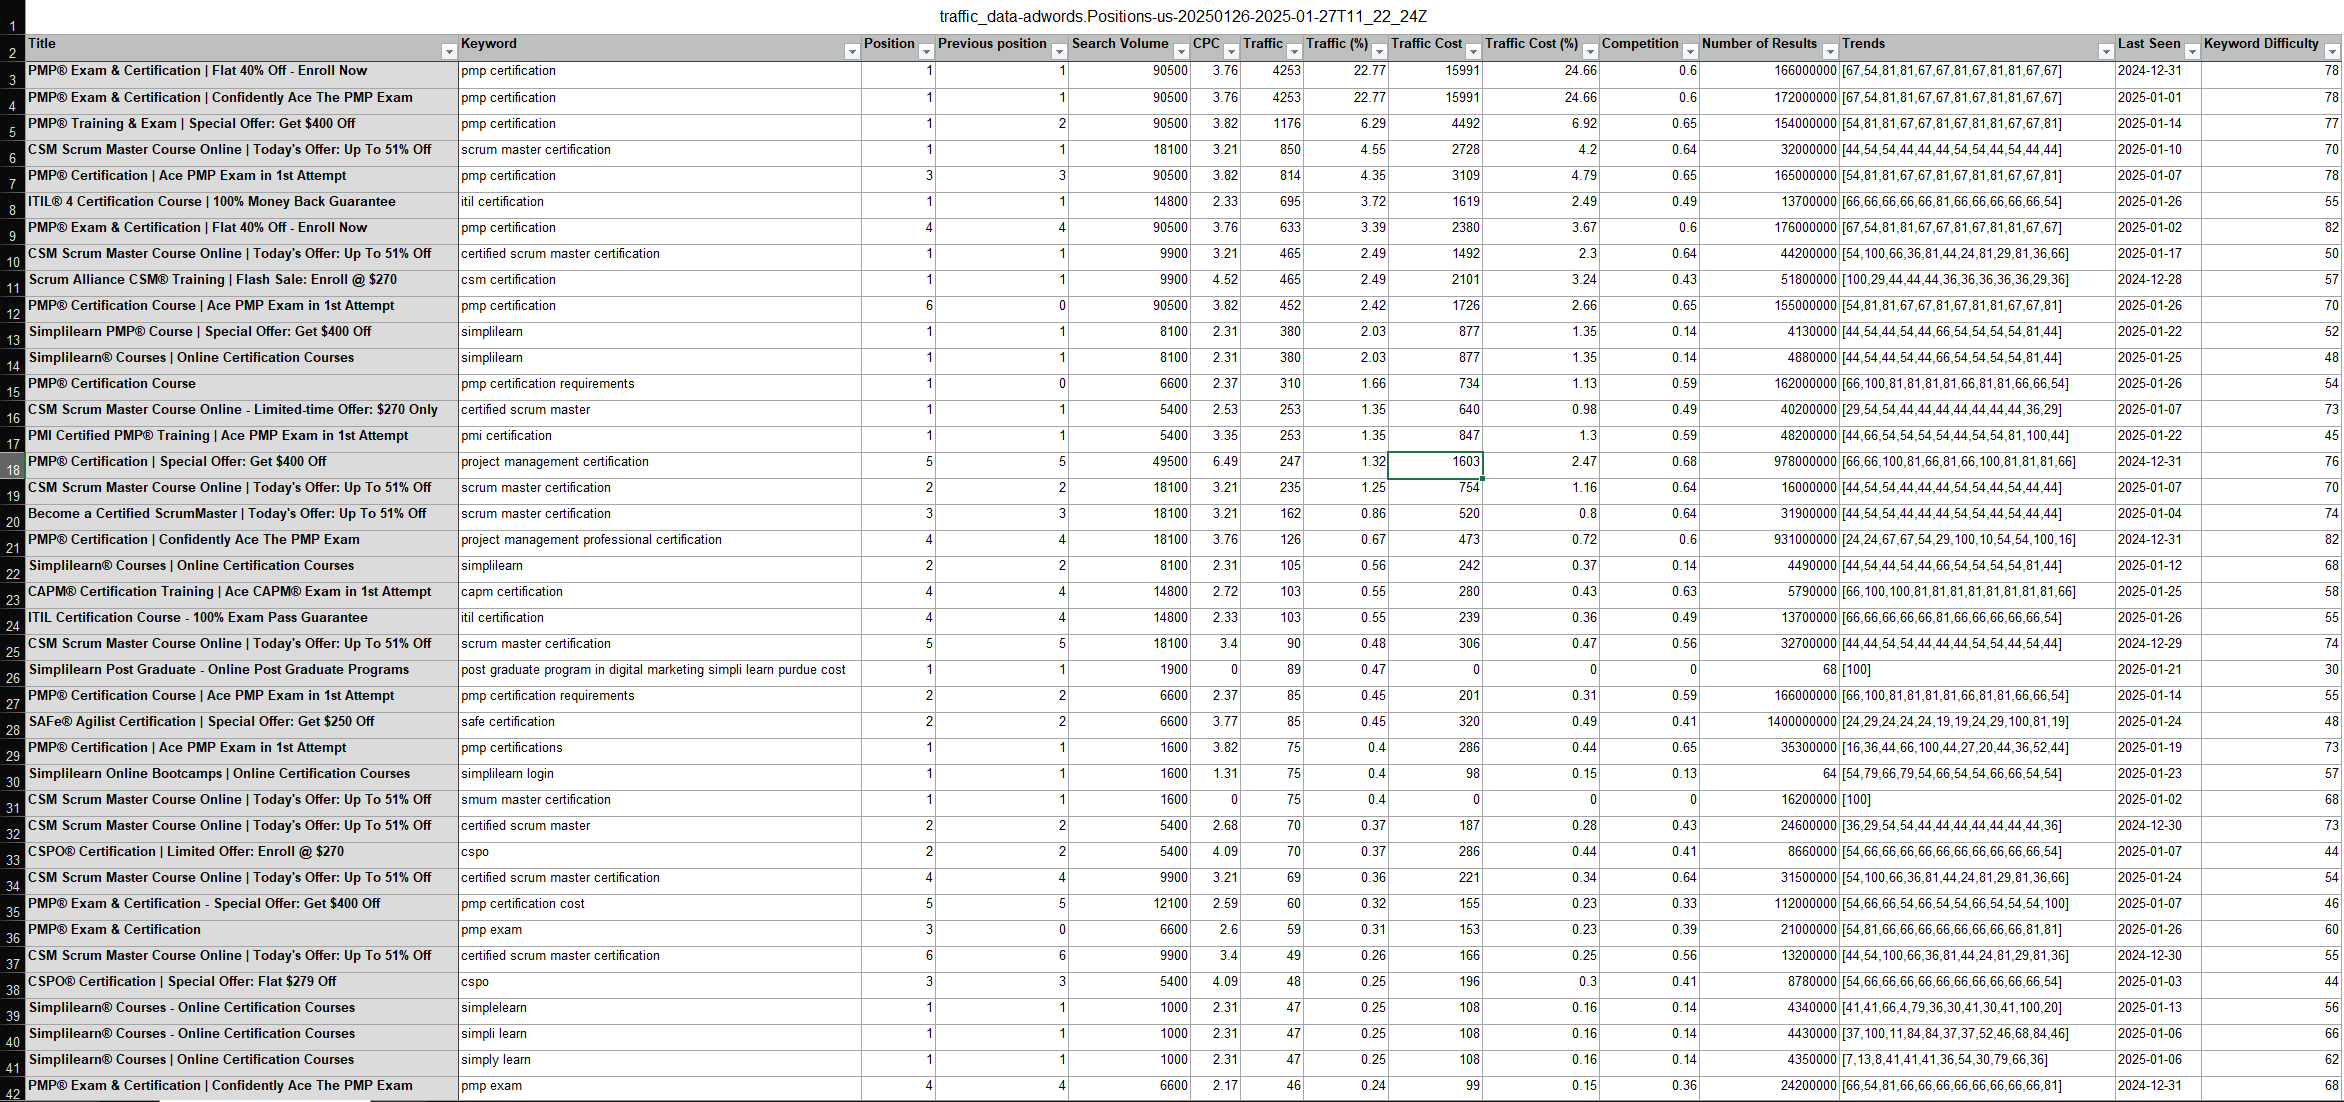 traffic_data-adwords.Positions-us-20250126-2025-01-27T11_22_24Z
Title Keyword Position Previous position Search Volume CPC Traffic Traffic (%) Traffic Cost Traffic Cost (%) Competition Number of Results Trends Last Seen Keyword Difficulty
3 PMP® Exam & Certification | Flat 40% Off - Enroll Now pmp certification 1 1 90500 3.76 4253 22.77 15991 24.66 0.6 166000000 [67,54,81,81,67,67,81,67,81,81,67,67] 2024-12-31 78
4 PMP® Exam & Certification | Confidently Ace The PMP Exam pmp certification 1 1 90500 3.76 4253 22.77 15991 24.66 0.6 172000000 [67,54,81,81,67,67,81,67,81,81,67,67] 2025-01-01 78
5 PMP® Training & Exam | Special Offer: Get $400 Off pmp certification 1 2 90500 3.82 1176 6.29 4492 6.92 0.65 154000000 [54,81,81,67,67,81,67,81,81,67,67,81] 2025-01-14 77
6 CSM Scrum Master Course Online | Today's Offer: Up To 51% Off scrum master certification 1 1 18100 3.21 850 4.55 2728 4.2 0.64 32000000 [44,54,54,44,44,44,54,54,44,54,44,44] 2025-01-10 70
7 PMP® Certification | Ace PMP Exam in 1st Attempt pmp certification 3 3 90500 3.82 814 4.35 3109 4.79 0.65 165000000 [54,81,81,67,67,81,67,81,81,67,67,81] 2025-01-07 78
8 ITIL® 4 Certification Course | 100% Money Back Guarantee itil certification 1 1 14800 2.33 695 3.72 1619 2.49 0.49 13700000 [66,66,66,66,66,81,66,66,66,66,66,54] 2025-01-26 55
9 PMP® Exam & Certification | Flat 40% Off - Enroll Now pmp certification 4 4 90500 3.76 633 3.39 2380 3.67 0.6 176000000 [67,54,81,81,67,67,81,67,81,81,67,67] 2025-01-02 82
10 CSM Scrum Master Course Online | Today's Offer: Up To 51% Off certified scrum master certification 1 1 9900 3.21 465 2.49 1492 2.3 0.64 44200000 [54,100,66,36,81,44,24,81,29,81,36,66] 2025-01-17 50
11 Scrum Alliance CSM® Training | Flash Sale: Enroll @ $270 csm certification 1 1 9900 4.52 465 2.49 2101 3.24 0.43 51800000 [100,29,44,44,44,36,36,36,36,36,29,36] 2024-12-28 57
12 PMP® Certification Course | Ace PMP Exam in 1st Attempt pmp certification 6 0 90500 3.82 452 2.42 1726 2.66 0.65 155000000 [54,81,81,67,67,81,67,81,81,67,67,81] 2025-01-26 70
13 Simplilearn PMP® Course | Special Offer: Get $400 Off simplilearn 1 1 8100 2.31 380 2.03 877 1.35 0.14 4130000 [44,54,44,54,44,66,54,54,54,54,81,44] 2025-01-22 52
14 Simplilearn® Courses | Online Certification Courses simplilearn 1 1 8100 2.31 380 2.03 877 1.35 0.14 4880000 [44,54,44,54,44,66,54,54,54,54,81,44] 2025-01-25 48
15 PMP® Certification Course pmp certification requirements 1 0 6600 2.37 310 1.66 734 1.13 0.59 162000000 [66,100,81,81,81,81,66,81,81,66,66,54] 2025-01-26 54
16 CSM Scrum Master Course Online - Limited-time Offer: $270 Only certified scrum master 1 1 5400 2.53 253 1.35 640 0.98 0.49 40200000 [29,54,54,44,44,44,44,44,44,44,36,29] 2025-01-07 73
17 PMI Certified PMP® Training | Ace PMP Exam in 1st Attempt pmi certification 1 1 5400 3.35 253 1.35 847 1.3 0.59 48200000 [44,66,54,54,54,54,44,54,54,81,100,44] 2025-01-22 45
18 PMP® Certification | Special Offer: Get $400 Off project management certification 5 5 49500 6.49 247 1.32 1603 2.47 0.68 978000000 [66,66,100,81,66,81,66,100,81,81,81,66] 2024-12-31 76
19 CSM Scrum Master Course Online | Today's Offer: Up To 51% Off scrum master certification 2 2 18100 3.21 235 1.25 754 1.16 0.64 16000000 [44,54,54,44,44,44,54,54,44,54,44,44] 2025-01-07 70
20 Become a Certified ScrumMaster | Today's Offer: Up To 51% Off scrum master certification 3 3 18100 3.21 162 0.86 520 0.8 0.64 31900000 [44,54,54,44,44,44,54,54,44,54,44,44] 2025-01-04 74
21 PMP® Certification | Confidently Ace The PMP Exam project management professional certification 4 4 18100 3.76 126 0.67 473 0.72 0.6 931000000 [24,24,67,67,54,29,100,10,54,54,100,16] 2024-12-31 82
22 Simplilearn® Courses | Online Certification Courses simplilearn 2 2 8100 2.31 105 0.56 242 0.37 0.14 4490000 [44,54,44,54,44,66,54,54,54,54,81,44] 2025-01-12 68
23 CAPM® Certification Training | Ace CAPM® Exam in 1st Attempt capm certification 4 4 14800 2.72 103 0.55 280 0.43 0.63 5790000 [66,100,100,81,81,81,81,81,81,81,81,66] 2025-01-25 58
24 ITIL Certification Course - 100% Exam Pass Guarantee itil certification 4 4 14800 2.33 103 0.55 239 0.36 0.49 13700000 [66,66,66,66,66,81,66,66,66,66,66,54] 2025-01-26 55
25 CSM Scrum Master Course Online | Today's Offer: Up To 51% Off scrum master certification 5 5 18100 3.4 90 0.48 306 0.47 0.56 32700000 [44,44,54,54,44,44,44,54,54,44,54,44] 2024-12-29 74
26 Simplilearn Post Graduate - Online Post Graduate Programs post graduate program in digital marketing simpli learn purdue cost 1 1 1900 0 89 0.47 0 0 0 68 [100] 2025-01-21 30
27 PMP® Certification Course | Ace PMP Exam in 1st Attempt pmp certification requirements 2 2 6600 2.37 85 0.45 201 0.31 0.59 166000000 [66,100,81,81,81,81,66,81,81,66,66,54] 2025-01-14 55
28 SAFe® Agilist Certification | Special Offer: Get $250 Off safe certification 2 2 6600 3.77 85 0.45 320 0.49 0.41 1400000000 [24,29,24,24,24,19,19,24,29,100,81,19] 2025-01-24 48
29 PMP® Certification | Ace PMP Exam in 1st Attempt pmp certifications 1 1 1600 3.82 75 0.4 286 0.44 0.65 35300000 [16,36,44,66,100,44,27,20,44,36,52,44] 2025-01-19 73
30 Simplilearn Online Bootcamps | Online Certification Courses simplilearn login 1 1 1600 1.31 75 0.4 98 0.15 0.13 64 [54,79,66,79,54,66,54,54,66,66,54,54] 2025-01-23 57
31 CSM Scrum Master Course Online | Today's Offer: Up To 51% Off smum master certification 1 1 1600 0 75 0.4 0 0 0 16200000 [100] 2025-01-02 68
32 CSM Scrum Master Course Online | Today's Offer: Up To 51% Off certified scrum master 2 2 5400 2.68 70 0.37 187 0.28 0.43 24600000 [36,29,54,54,44,44,44,44,44,44,44,36] 2024-12-30 73
33 CSPO® Certification | Limited Offer: Enroll @ $270 cspo 2 2 5400 4.09 70 0.37 286 0.44 0.41 8660000 [54,66,66,66,66,66,66,66,66,66,66,54] 2025-01-07 44
34 CSM Scrum Master Course Online | Today's Offer: Up To 51% Off certified scrum master certification 4 4 9900 3.21 69 0.36 221 0.34 0.64 31500000 [54,100,66,36,81,44,24,81,29,81,36,66] 2025-01-24 54
35 PMP® Exam & Certification - Special Offer: Get $400 Off pmp certification cost 5 5 12100 2.59 60 0.32 155 0.23 0.33 112000000 [54,66,66,54,66,54,54,66,54,54,54,100] 2025-01-07 46
36 PMP® Exam & Certification pmp exam 3 0 6600 2.6 59 0.31 153 0.23 0.39 21000000 [54,81,66,66,66,66,66,66,66,66,81,81] 2025-01-26 60
37 CSM Scrum Master Course Online | Today's Offer: Up To 51% Off certified scrum master certification 6 6 9900 3.4 49 0.26 166 0.25 0.56 13200000 [44,54,100,66,36,81,44,24,81,29,81,36] 2024-12-30 55
38 CSPO® Certification | Special Offer: Flat $279 Off cspo 3 3 5400 4.09 48 0.25 196 0.3 0.41 8780000 [54,66,66,66,66,66,66,66,66,66,66,54] 2025-01-03 44
39 Simplilearn® Courses - Online Certification Courses simplelearn 1 1 1000 2.31 47 0.25 108 0.16 0.14 4340000 [41,41,66,4,79,36,30,41,30,41,100,20] 2025-01-13 56
40 Simplilearn® Courses - Online Certification Courses simpli learn 1 1 1000 2.31 47 0.25 108 0.16 0.14 4430000 [37,100,11,84,84,37,37,52,46,68,84,46] 2025-01-06 66
41 Simplilearn® Courses | Online Certification Courses simply learn 1 1 1000 2.31 47 0.25 108 0.16 0.14 4350000 [7,13,8,41,41,41,36,54,30,79,66,36] 2025-01-06 62
42 PMP® Exam & Certification | Confidently Ace The PMP Exam pmp exam 4 4 6600 2.17 46 0.24 99 0.15 0.36 24200000 [66,54,81,66,66,66,66,66,66,66,66,81] 2024-12-31 68